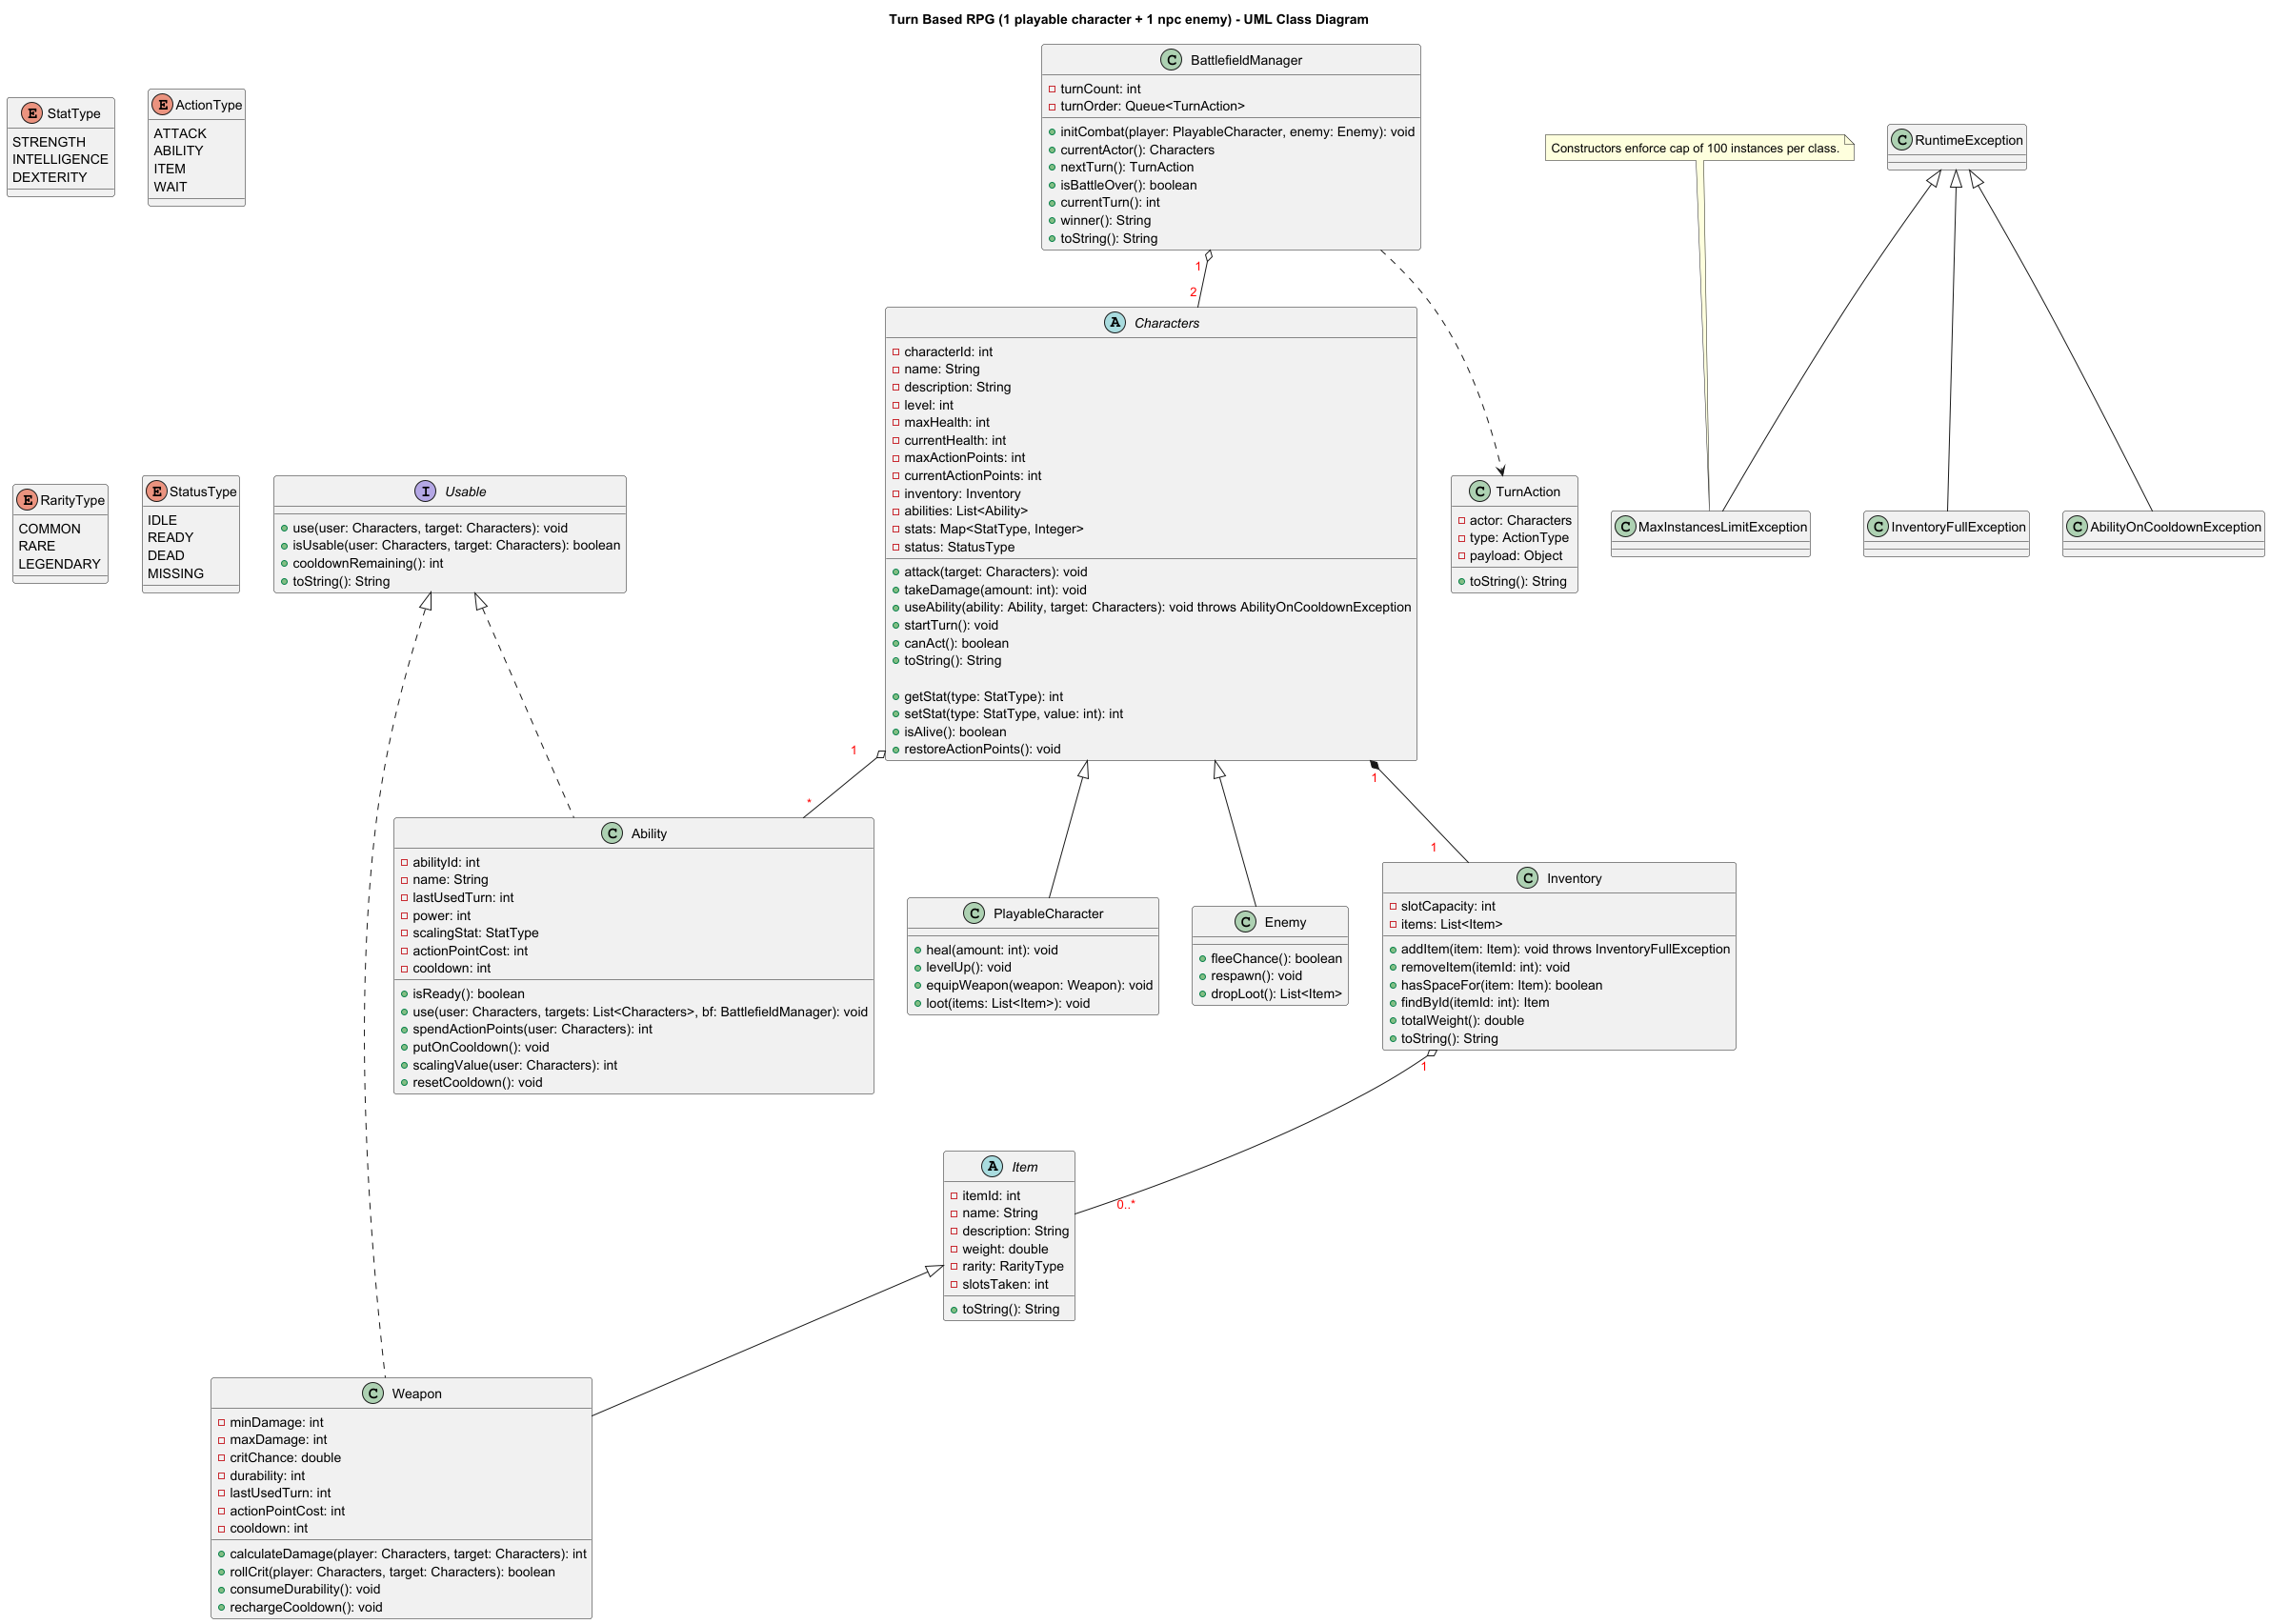 Turn Based RPG (1 playable character + 1 npc enemy) - UML Class Diagram
C BattlefieldManager
turnCount: int
turnOrder: Queue<TurnAction>
initCombat(player: PlayableCharacter, enemy: Enemy): void
currentActor(): Characters
nextTurn(): TurnAction
isBattleOver(): boolean
currentTurn(): int
winner(): String
toString(): String
E StatType
STRENGTH
INTELLIGENCE
DEXTERITY
E ActionType
ATTACK
ABILITY
ITEM
WAIT
Constructors enforce cap of 100 instances per class.
C RuntimeException
1
2
A Characters
characterId: int
name: String
description: String
level: int
maxHealth: int
currentHealth: int
maxActionPoints: int
currentActionPoints: int
inventory: Inventory
abilities: List<Ability>
stats: Map<StatType, Integer>
status: StatusType
attack(target: Characters): void
takeDamage(amount: int): void
useAbility(ability: Ability, target: Characters): void throws AbilityOnCooldownException
startTurn(): void
canAct(): boolean
toString(): String
getStat(type: StatType): int
setStat(type: StatType, value: int): int
isAlive(): boolean
restoreActionPoints(): void
E RarityType
COMMON
RARE
LEGENDARY
E StatusType
IDLE
READY
DEAD
MISSING
I Usable
use(user: Characters, target: Characters): void
isUsable(user: Characters, target: Characters): boolean
cooldownRemaining(): int
toString(): String
C TurnAction
actor: Characters
type: ActionType
payload: Object
toString(): String
C MaxInstancesLimitException
C InventoryFullException
C AbilityOnCooldownException
1
*
1
1
C Ability
abilityId: int
name: String
lastUsedTurn: int
power: int
scalingStat: StatType
actionPointCost: int
cooldown: int
isReady(): boolean
use(user: Characters, targets: List<Characters>, bf: BattlefieldManager): void
spendActionPoints(user: Characters): int
putOnCooldown(): void
scalingValue(user: Characters): int
resetCooldown(): void
C PlayableCharacter
heal(amount: int): void
levelUp(): void
equipWeapon(weapon: Weapon): void
loot(items: List<Item>): void
C Enemy
fleeChance(): boolean
respawn(): void
dropLoot(): List<Item>
C Inventory
slotCapacity: int
items: List<Item>
addItem(item: Item): void throws InventoryFullException
removeItem(itemId: int): void
hasSpaceFor(item: Item): boolean
findById(itemId: int): Item
totalWeight(): double
toString(): String
1
0..*
A Item
itemId: int
name: String
description: String
weight: double
rarity: RarityType
slotsTaken: int
toString(): String
C Weapon
minDamage: int
maxDamage: int
critChance: double
durability: int
lastUsedTurn: int
actionPointCost: int
cooldown: int
calculateDamage(player: Characters, target: Characters): int
rollCrit(player: Characters, target: Characters): boolean
consumeDurability(): void
rechargeCooldown(): void